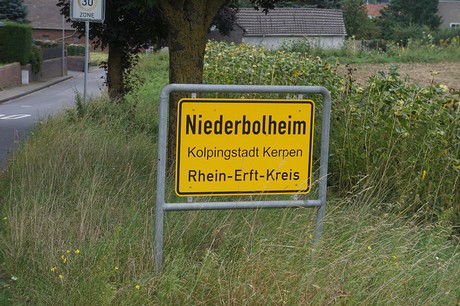 30
ZONE
Niederbolheim
Kolpingstadt Kerpen
Rhein-Erft-Kreis